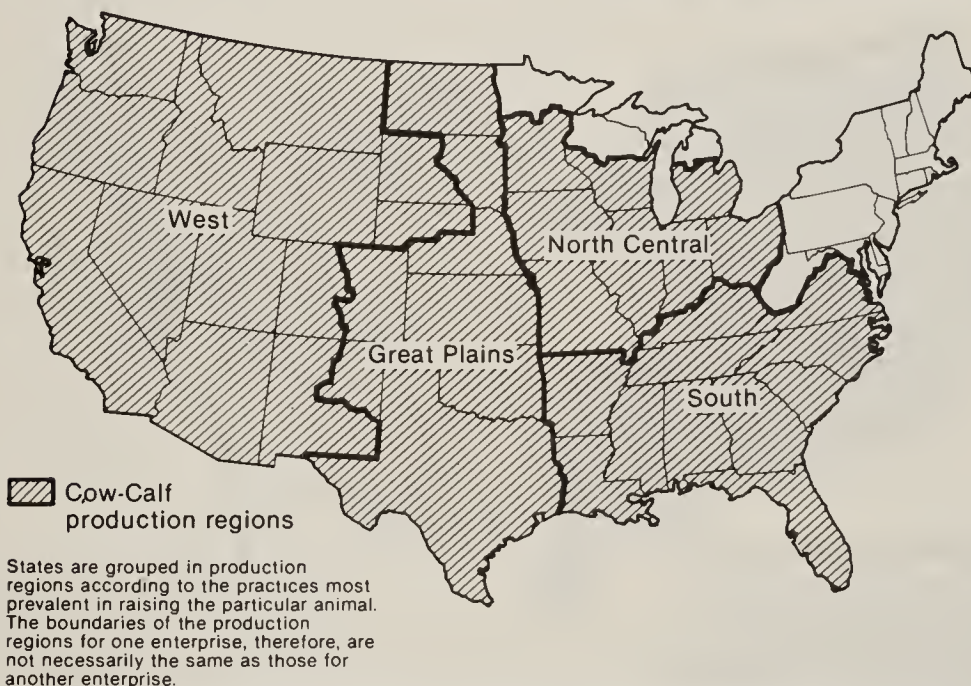 West
North Central
Great Plains
South
Cow-Calf
production regions
States are grouped in production
regions according to the practices most
prevalent in raising the particular animal.
The boundaries of the production
regions for one enterprise, therefore, are
not necessarily the same as those for
another enterprise.